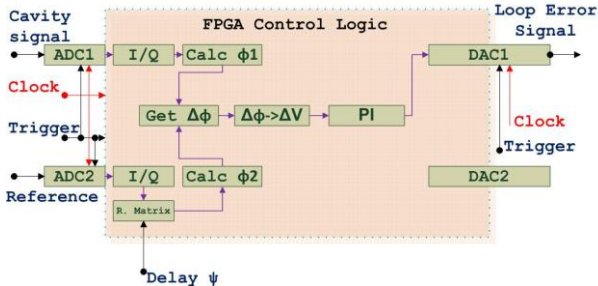 Cavity signal
FPGA Control Logic
Loop Error Signal
ADC1
I/Q
Calc ϕ1
DAC1
Clock
Get Δϕ
Δϕ->ΔV
PI
Clock
Trigger
Trigger
ADC2
I/Q
Calc ϕ2
DAC2
Reference
R. Matrix
Delay ψ